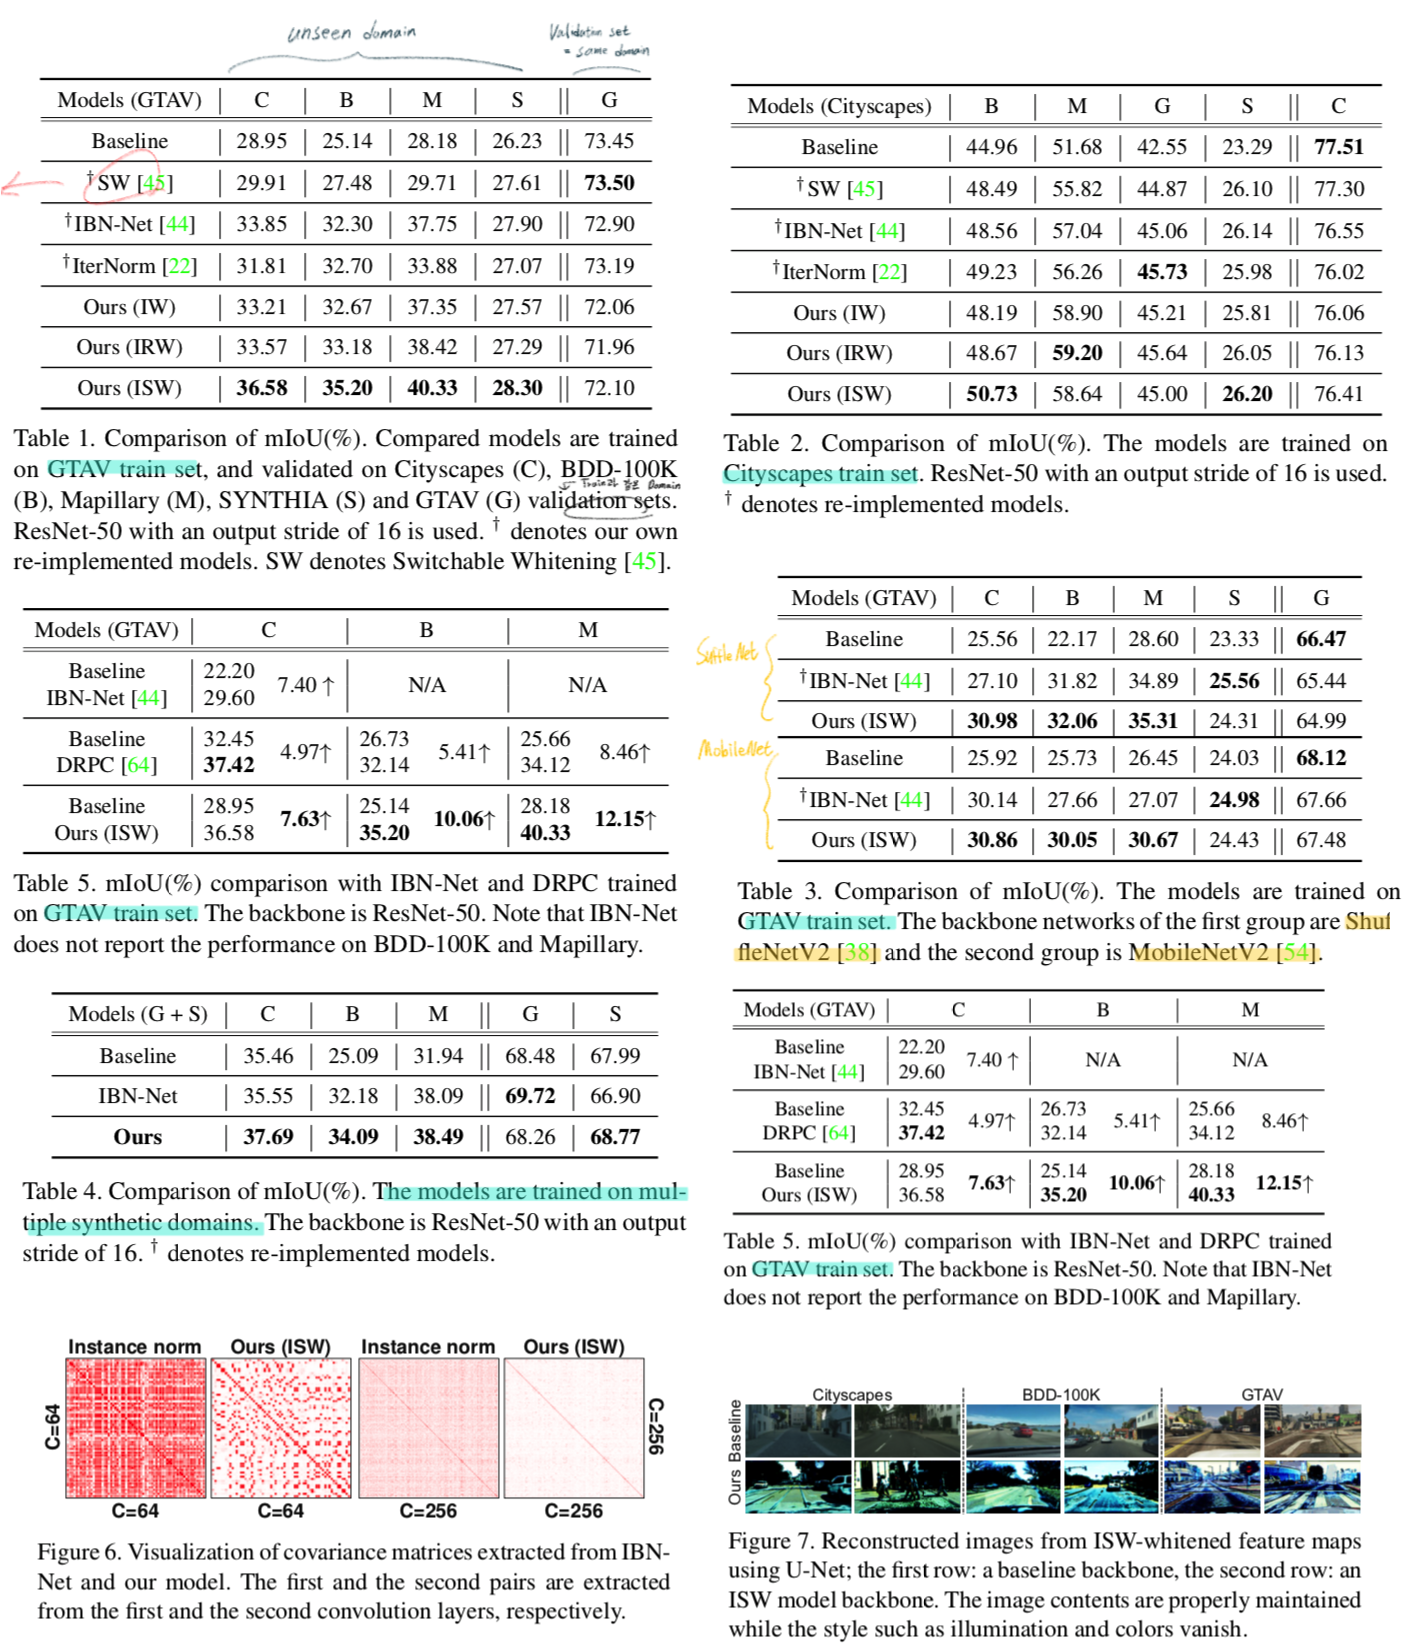 unseen domain
Validation set
= same domain
Models (GTAV) C B M S G
Baseline 28.95 25.14 28.18 26.23 73.45
†SW [45] 29.91 27.48 29.71 27.61 73.50
†IBN-Net [44] 33.85 32.30 37.75 27.90 72.90
†IterNorm [22] 31.81 32.70 33.88 27.07 73.19
Ours (IW) 33.21 32.67 37.35 27.57 72.06
Ours (IRW) 33.57 33.18 38.42 27.29 71.96
Ours (ISW) 36.58 35.20 40.33 28.30 72.10
Table 1. Comparison of mIoU(%). Compared models are trained
on GTAV train set, and validated on Cityscapes (C), BDD-100K
Train과 같은 Domain
(B), Mapillary (M), SYNTHIA (S) and GTAV (G) validation sets.
ResNet-50 with an output stride of 16 is used. † denotes our own
re-implemented models. SW denotes Switchable Whitening [45].
Models (GTAV) C B M
Baseline 22.20
IBN-Net [44] 29.60
7.40 ↑ N/A N/A
Baseline 32.45 26.73 25.66
DRPC [64] 37.42 32.14 34.12
4.97↑ 5.41↑ 8.46↑
Baseline 28.95 25.14 28.18
Ours (ISW) 36.58 35.20 40.33
7.63↑ 10.06↑ 12.15↑
Table 5. mIoU(%) comparison with IBN-Net and DRPC trained
on GTAV train set. The backbone is ResNet-50. Note that IBN-Net
does not report the performance on BDD-100K and Mapillary.
Models (G + S) C B M G S
Baseline 35.46 25.09 31.94 68.48 67.99
IBN-Net 35.55 32.18 38.09 69.72 66.90
Ours 37.69 34.09 38.49 68.26 68.77
Table 4. Comparison of mIoU(%). The models are trained on mul-
tiple synthetic domains. The backbone is ResNet-50 with an output
stride of 16. † denotes re-implemented models.
Instance norm Ours (ISW) Instance norm Ours (ISW)
C=64
C=256
C=64 C=64 C=256 C=256
Figure 6. Visualization of covariance matrices extracted from IBN-
Net and our model. The first and the second pairs are extracted
from the first and the second convolution layers, respectively.
Models (Cityscapes) B M G S C
Baseline 44.96 51.68 42.55 23.29 77.51
†SW [45] 48.49 55.82 44.87 26.10 77.30
†IBN-Net [44] 48.56 57.04 45.06 26.14 76.55
†IterNorm [22] 49.23 56.26 45.73 25.98 76.02
Ours (IW) 48.19 58.90 45.21 25.81 76.06
Ours (IRW) 48.67 59.20 45.64 26.05 76.13
Ours (ISW) 50.73 58.64 45.00 26.20 76.41
Table 2. Comparison of mIoU(%). The models are trained on
Cityscapes train set. ResNet-50 with an output stride of 16 is used.
† denotes re-implemented models.
Models (GTAV) C B M S G
Baseline 25.56 22.17 28.60 23.33 66.47
†IBN-Net [44] 27.10 31.82 34.89 25.56 65.44
Ours (ISW) 30.98 32.06 35.31 24.31 64.99
MobileNet
Baseline 25.92 25.73 26.45 24.03 68.12
†IBN-Net [44] 30.14 27.66 27.07 24.98 67.66
Ours (ISW) 30.86 30.05 30.67 24.43 67.48
Table 3. Comparison of mIoU(%). The models are trained on
GTAV train set. The backbone networks of the first group are Shuf
fleNetV2 [38] and the second group is MobileNetV2 [54].
Models (GTAV) C B M
Baseline 22.20
IBN-Net [44] 29.60
7.40 ↑ N/A N/A
Baseline 32.45 26.73 25.66
DRPC [64] 37.42 32.14 34.12
4.97↑ 5.41↑ 8.46↑
Baseline 28.95 25.14 28.18
Ours (ISW) 36.58 35.20 40.33
7.63↑ 10.06↑ 12.15↑
Table 5. mIoU(%) comparison with IBN-Net and DRPC trained
on GTAV train set. The backbone is ResNet-50. Note that IBN-Net
does not report the performance on BDD-100K and Mapillary.
Cityscapes BDD-100K GTAV
Baseline
Ours
Figure 7. Reconstructed images from ISW-whitened feature maps
using U-Net; the first row: a baseline backbone, the second row: an
ISW model backbone. The image contents are properly maintained
while the style such as illumination and colors vanish.